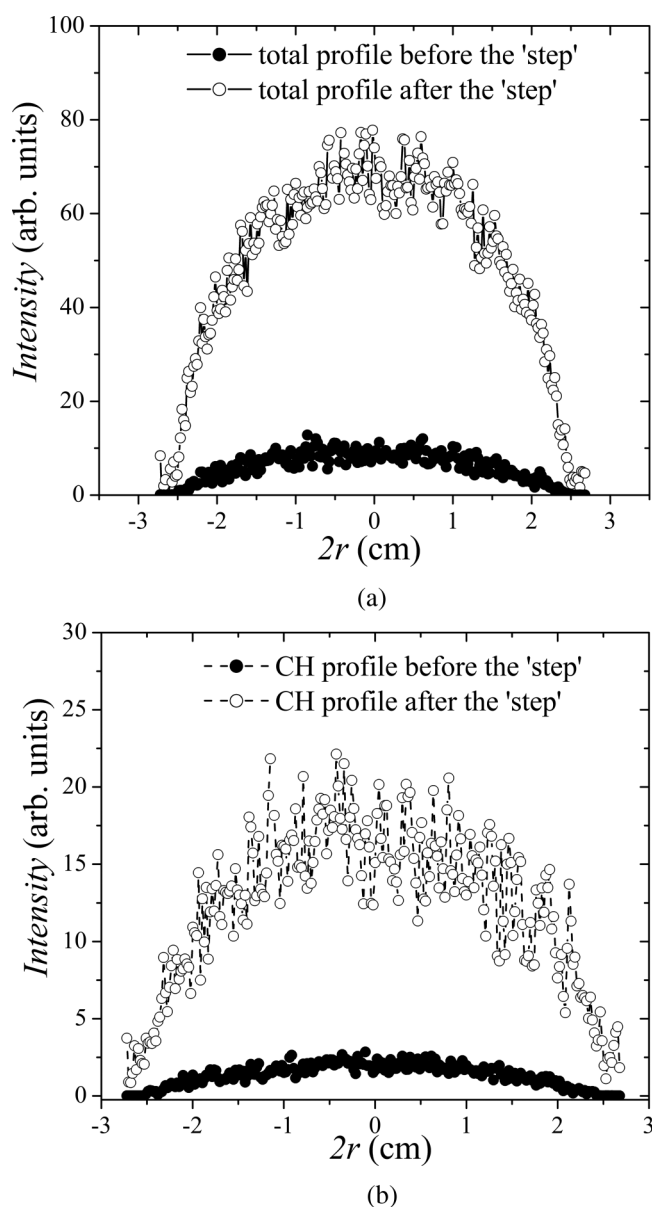 100
total profile before the 'step'
total profile after the 'step'
80
60
40
20
0
Intensity (arb. units)
-3 -2 -1 0 1 2 3
2r (cm)
(a)
30
CH profile before the 'step'
CH profile after the 'step'
25
20
15
10
5
0
Intensity (arb. units)
-3 -2 -1 0 1 2 3
2r (cm)
(b)